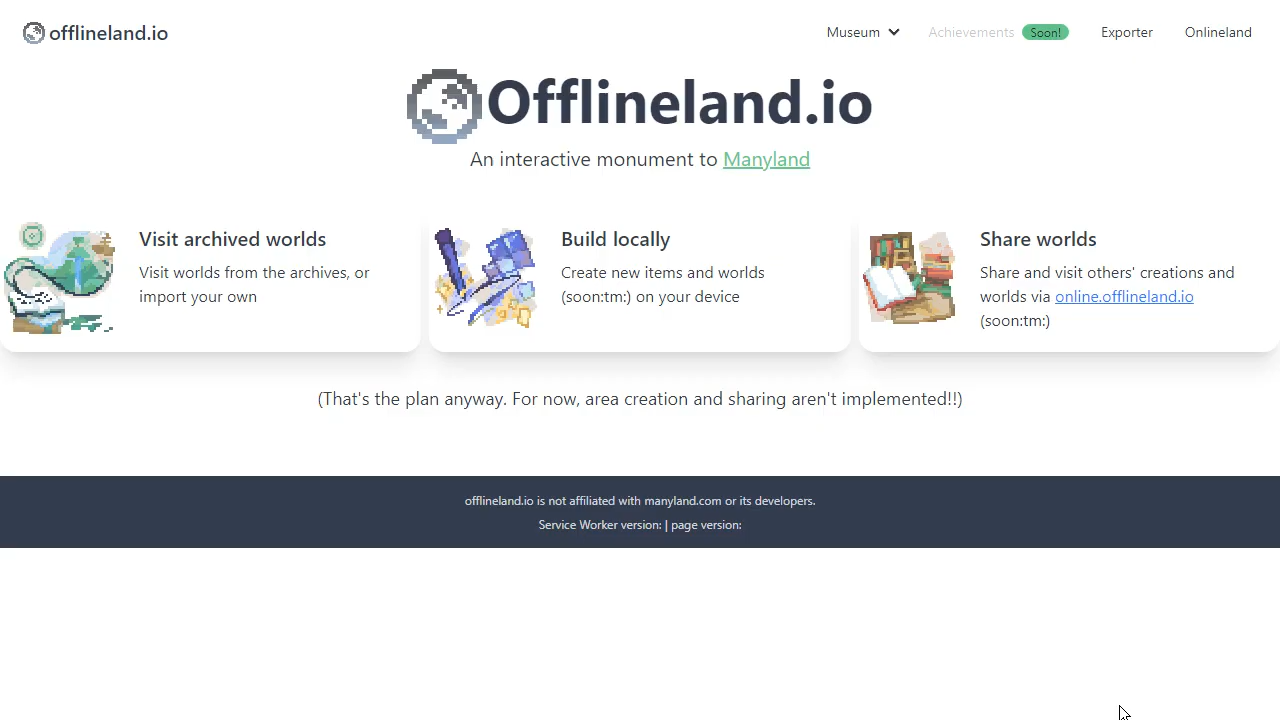 offlineland.io
Museum
Achievements Soon!
Exporter
Onlineland
Offlineland.io
An interactive monument to Manyland
Visit archived worlds
Visit worlds from the archives, or
import your own
Build locally
Create new items and worlds
(soon:tm:) on your device
Share worlds
Share and visit others' creations and
worlds via online.offlineland.io
(soon:tm:)
(That's the plan anyway. For now, area creation and sharing aren't implemented!!)
offlineland.io is not affiliated with manyland.com or its developers.
Service Worker version: | page version: